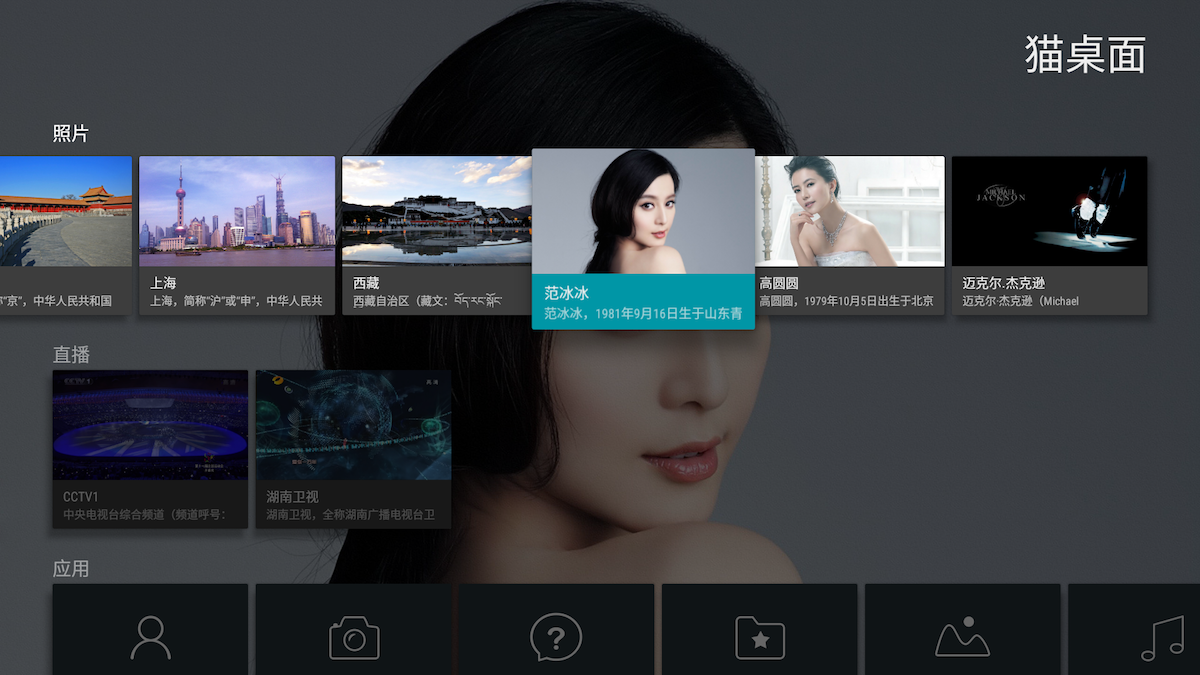 猫桌面
照片
“京”，中华人民共和国
上海
上海，简称“沪”或“申”，中华人民共
西藏
西藏自治区（藏文：བོད་རང་སྐྱོང་
范冰冰
范冰冰，1981年9月16日生于山东青
高圆圆
高圆圆，1979年10月5日出生于北京
MICHAEL
JACKSON
迈克尔.杰克逊
迈克尔·杰克逊（Michael
直播
CCTV1
高清
CCTV1
中央电视台综合频道（频道呼号：
湖南卫视
湖南卫视，全称湖南广播电视台卫
应用